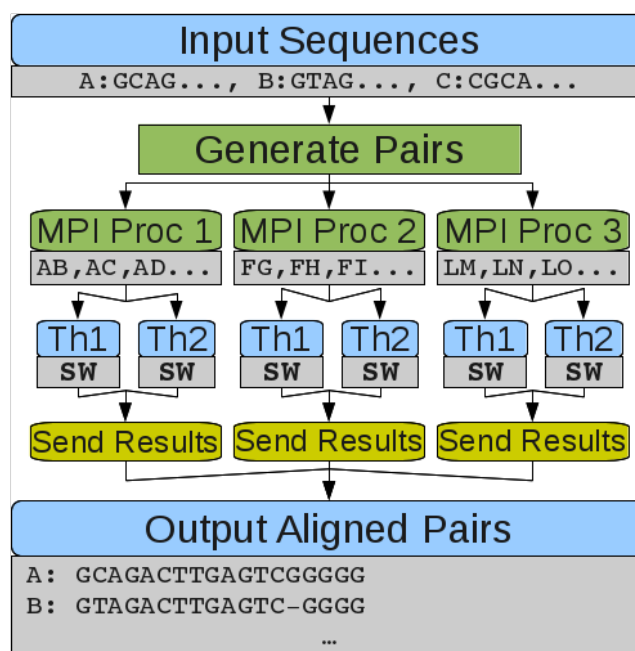 Input Sequences
A:GCAG..., B:GTAG..., C:CGCA...
Generate Pairs
MPI Proc 1 MPI Proc 2 MPI Proc 3
AB,AC,AD... FG,FH,FI... LM,LN,LO...
Th1 Th2 Th1 Th2 Th1 Th2
SW SW SW SW SW SW
Send Results Send Results Send Results
Output Aligned Pairs
A: GCAGACTTGAGTCGGGGG
B: GTAGACTTGAGTC-GGGG
…